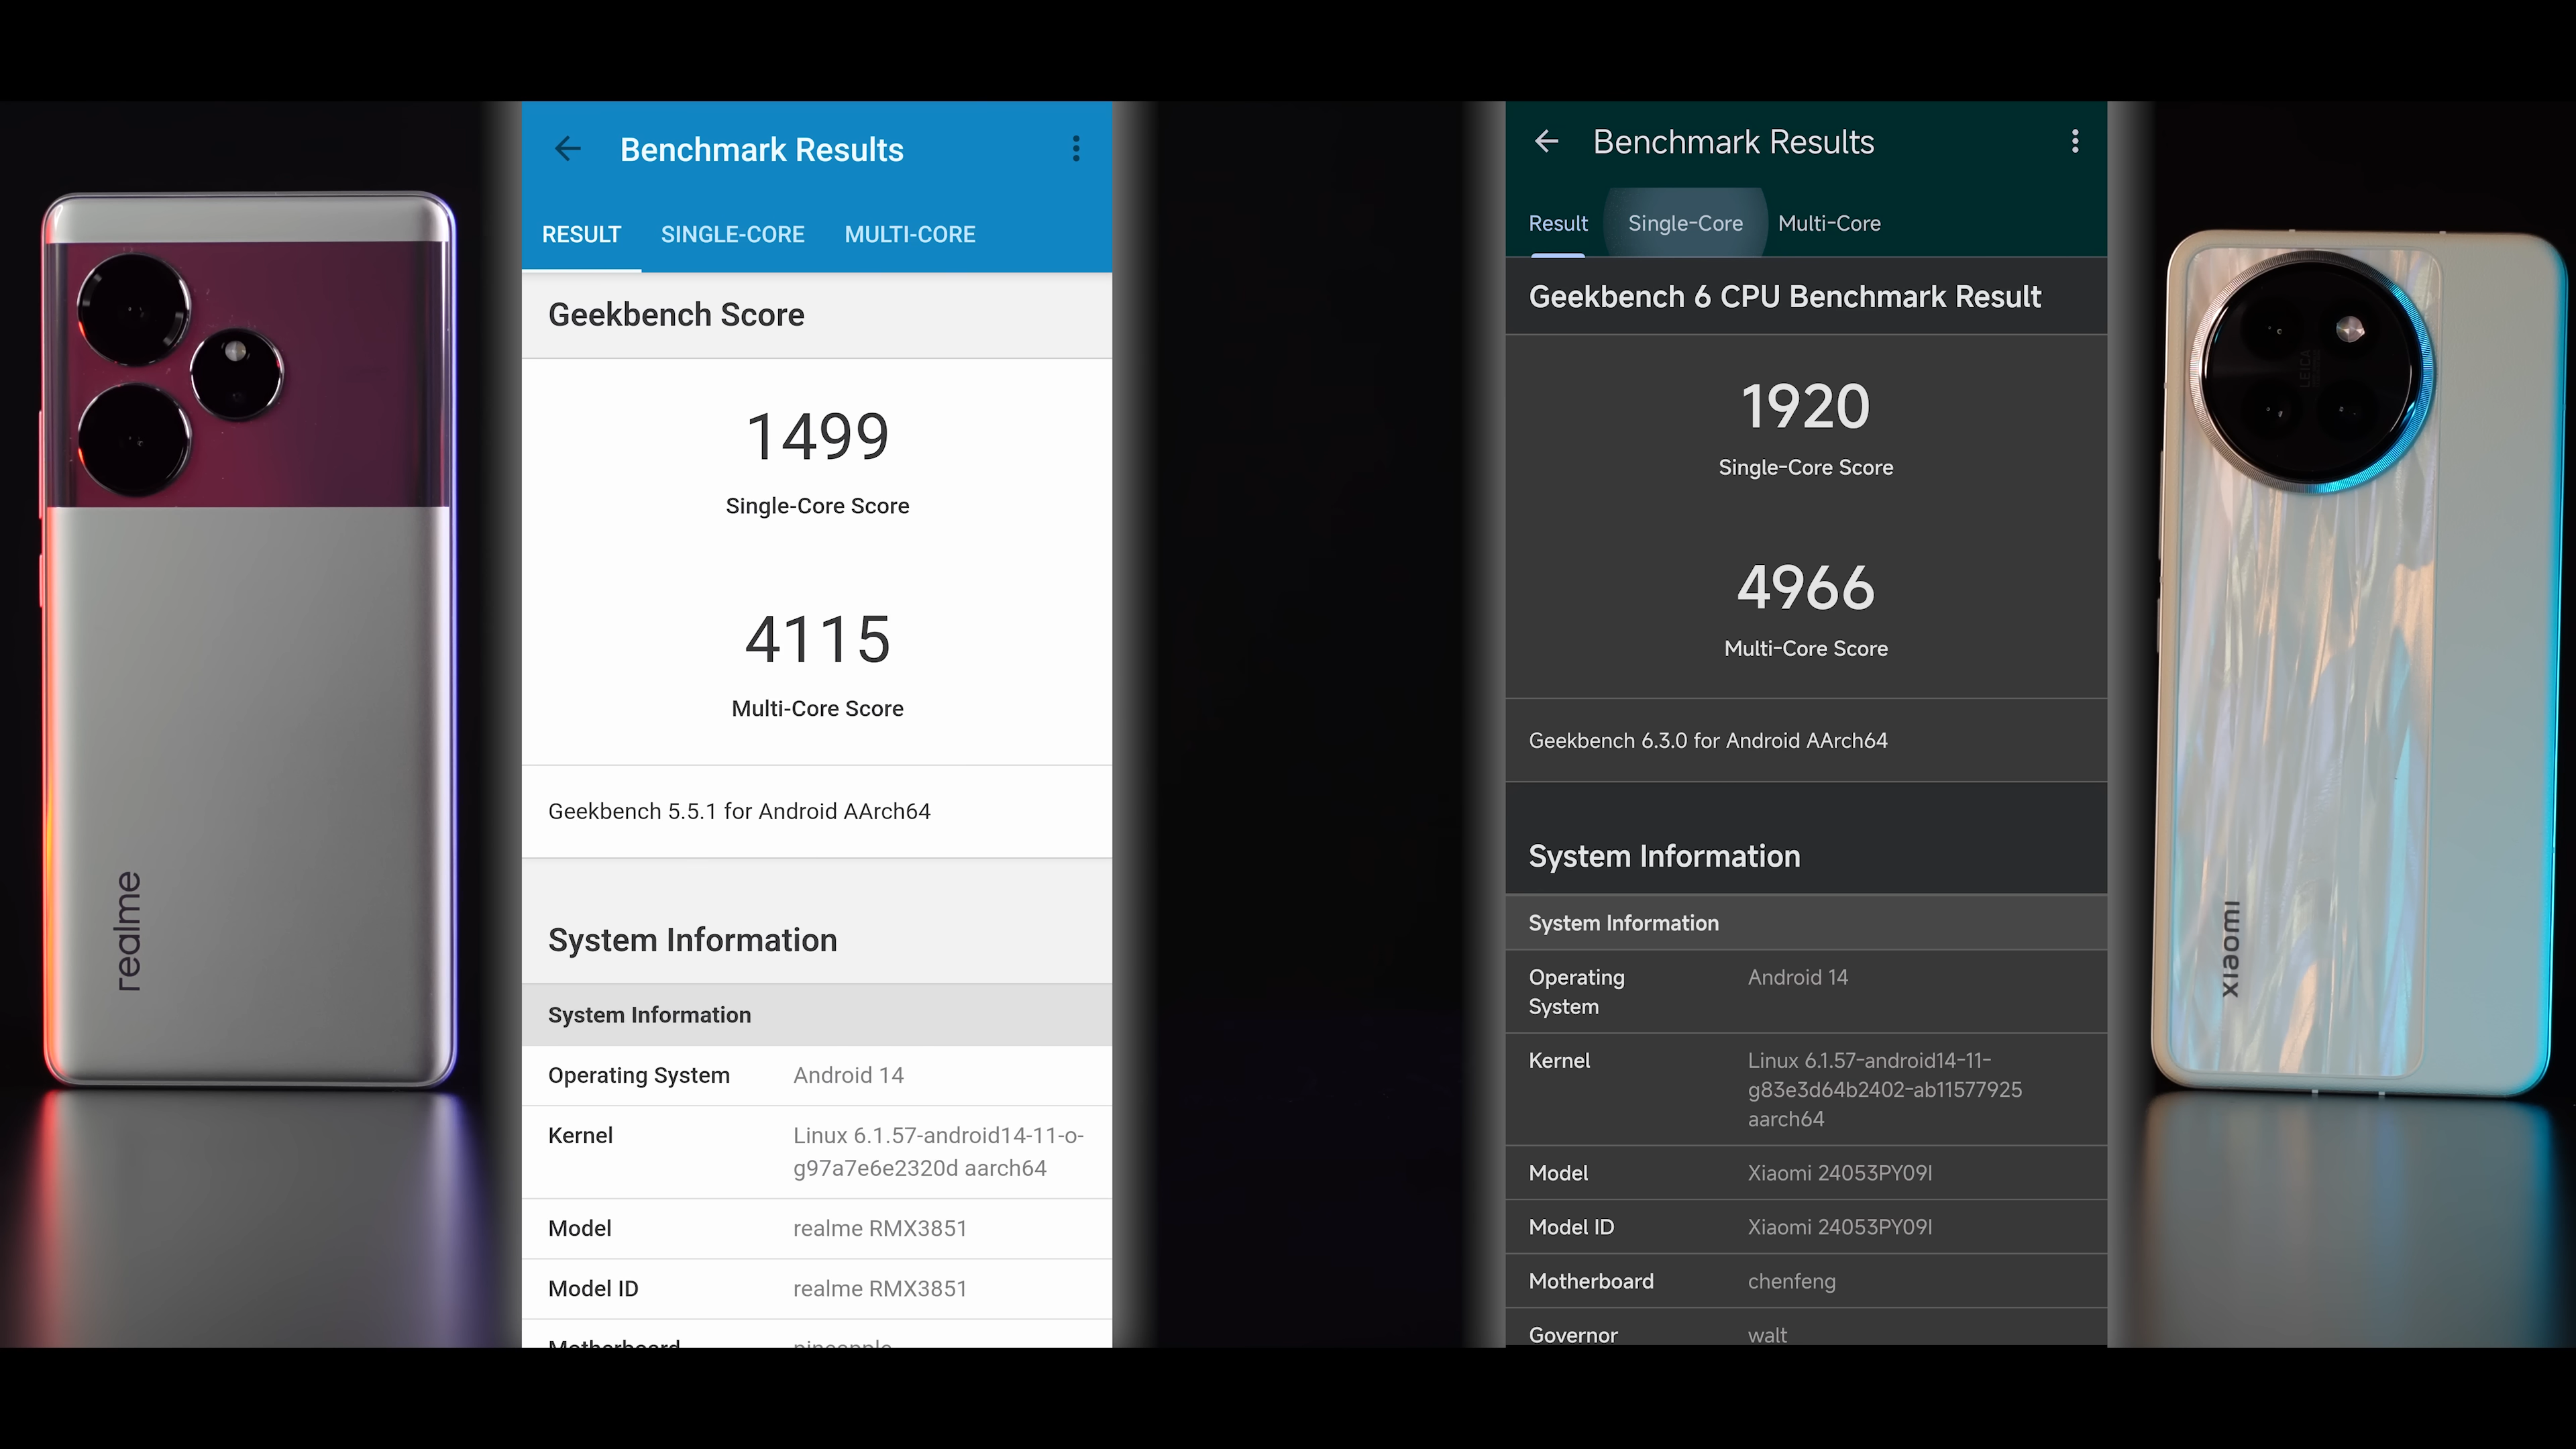 realme
Benchmark Results
RESULT SINGLE-CORE MULTI-CORE
Geekbench Score
1499
Single-Core Score
4115
Multi-Core Score
Geekbench 5.5.1 for Android AArch64
System Information
System Information
Operating System Android 14
Kernel Linux 6.1.57-android14-11-o-
g97a7e6e2320d aarch64
Model realme RMX3851
Model ID realme RMX3851
Motherboard pineapple
Benchmark Results
Result Single-Core Multi-Core
Geekbench 6 CPU Benchmark Result
1920
Single-Core Score
4966
Multi-Core Score
Geekbench 6.3.0 for Android AArch64
System Information
System Information
Operating Android 14
System
Kernel Linux 6.1.57-android14-11-
g83e3d64b2402-ab11577925
aarch64
Model Xiaomi 24053PY09I
Model ID Xiaomi 24053PY09I
Motherboard chenfeng
Governor walt
LEICA
xiaomi